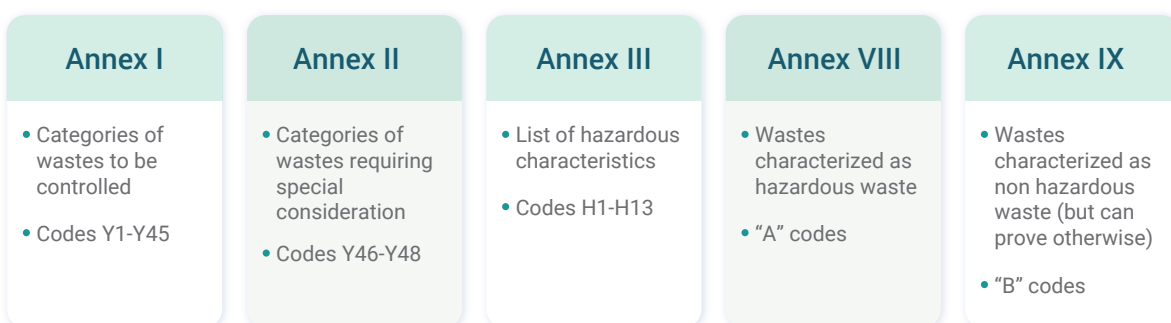 Annex I
• Categories of
wastes to be
controlled
• Codes Y1-Y45
Annex II
• Categories of
wastes requiring
special
consideration
• Codes Y46-Y48
Annex III
• List of hazardous
characteristics
• Codes H1-H13
Annex VIII
• Wastes
characterized as
hazardous waste
• “A” codes
Annex IX
• Wastes
characterized as
non hazardous
waste (but can
prove otherwise)
• “B” codes